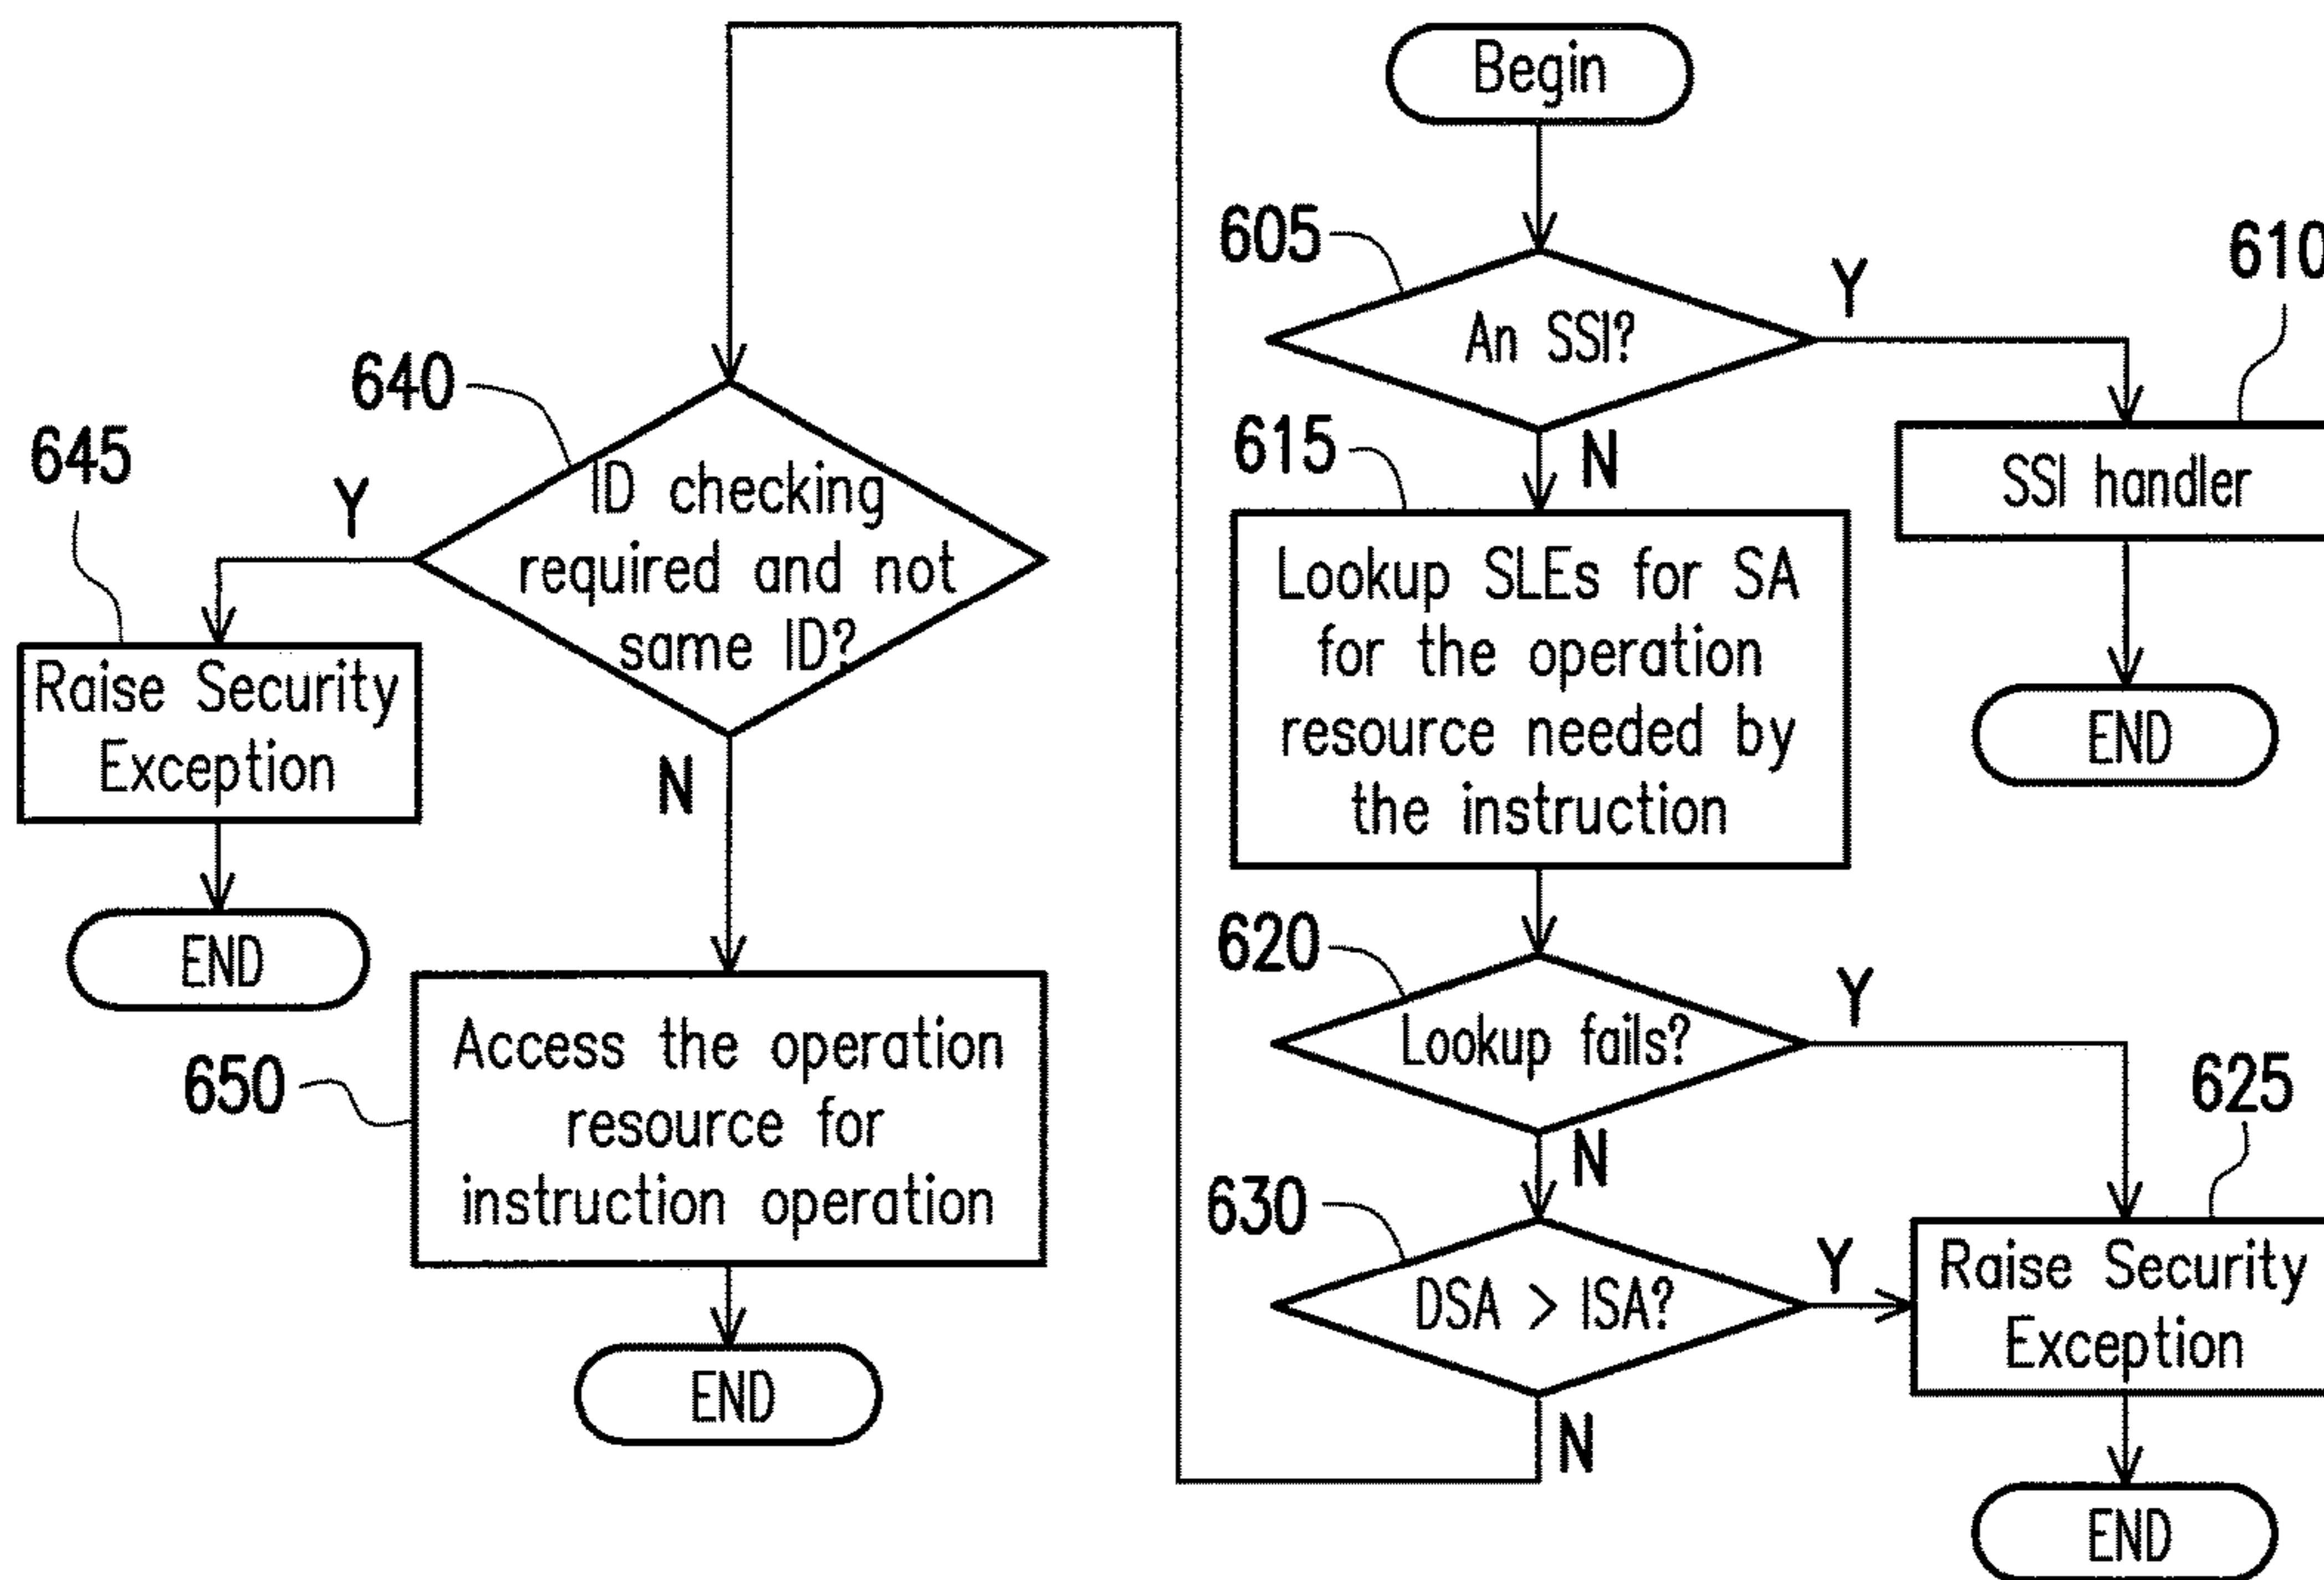 Begin
605
An SSI?
Y
610
SSI handler
END
N
615
Lookup SLEs for SA
for the operation
resource needed by
the instruction
620
Lookup fails?
Y
625
Raise Security
Exception
END
N
630
DSA > ISA?
Y
N
640
ID checking
required and not
same ID?
Y
645
Raise Security
Exception
END
N
650
Access the operation
resource for
instruction operation
END